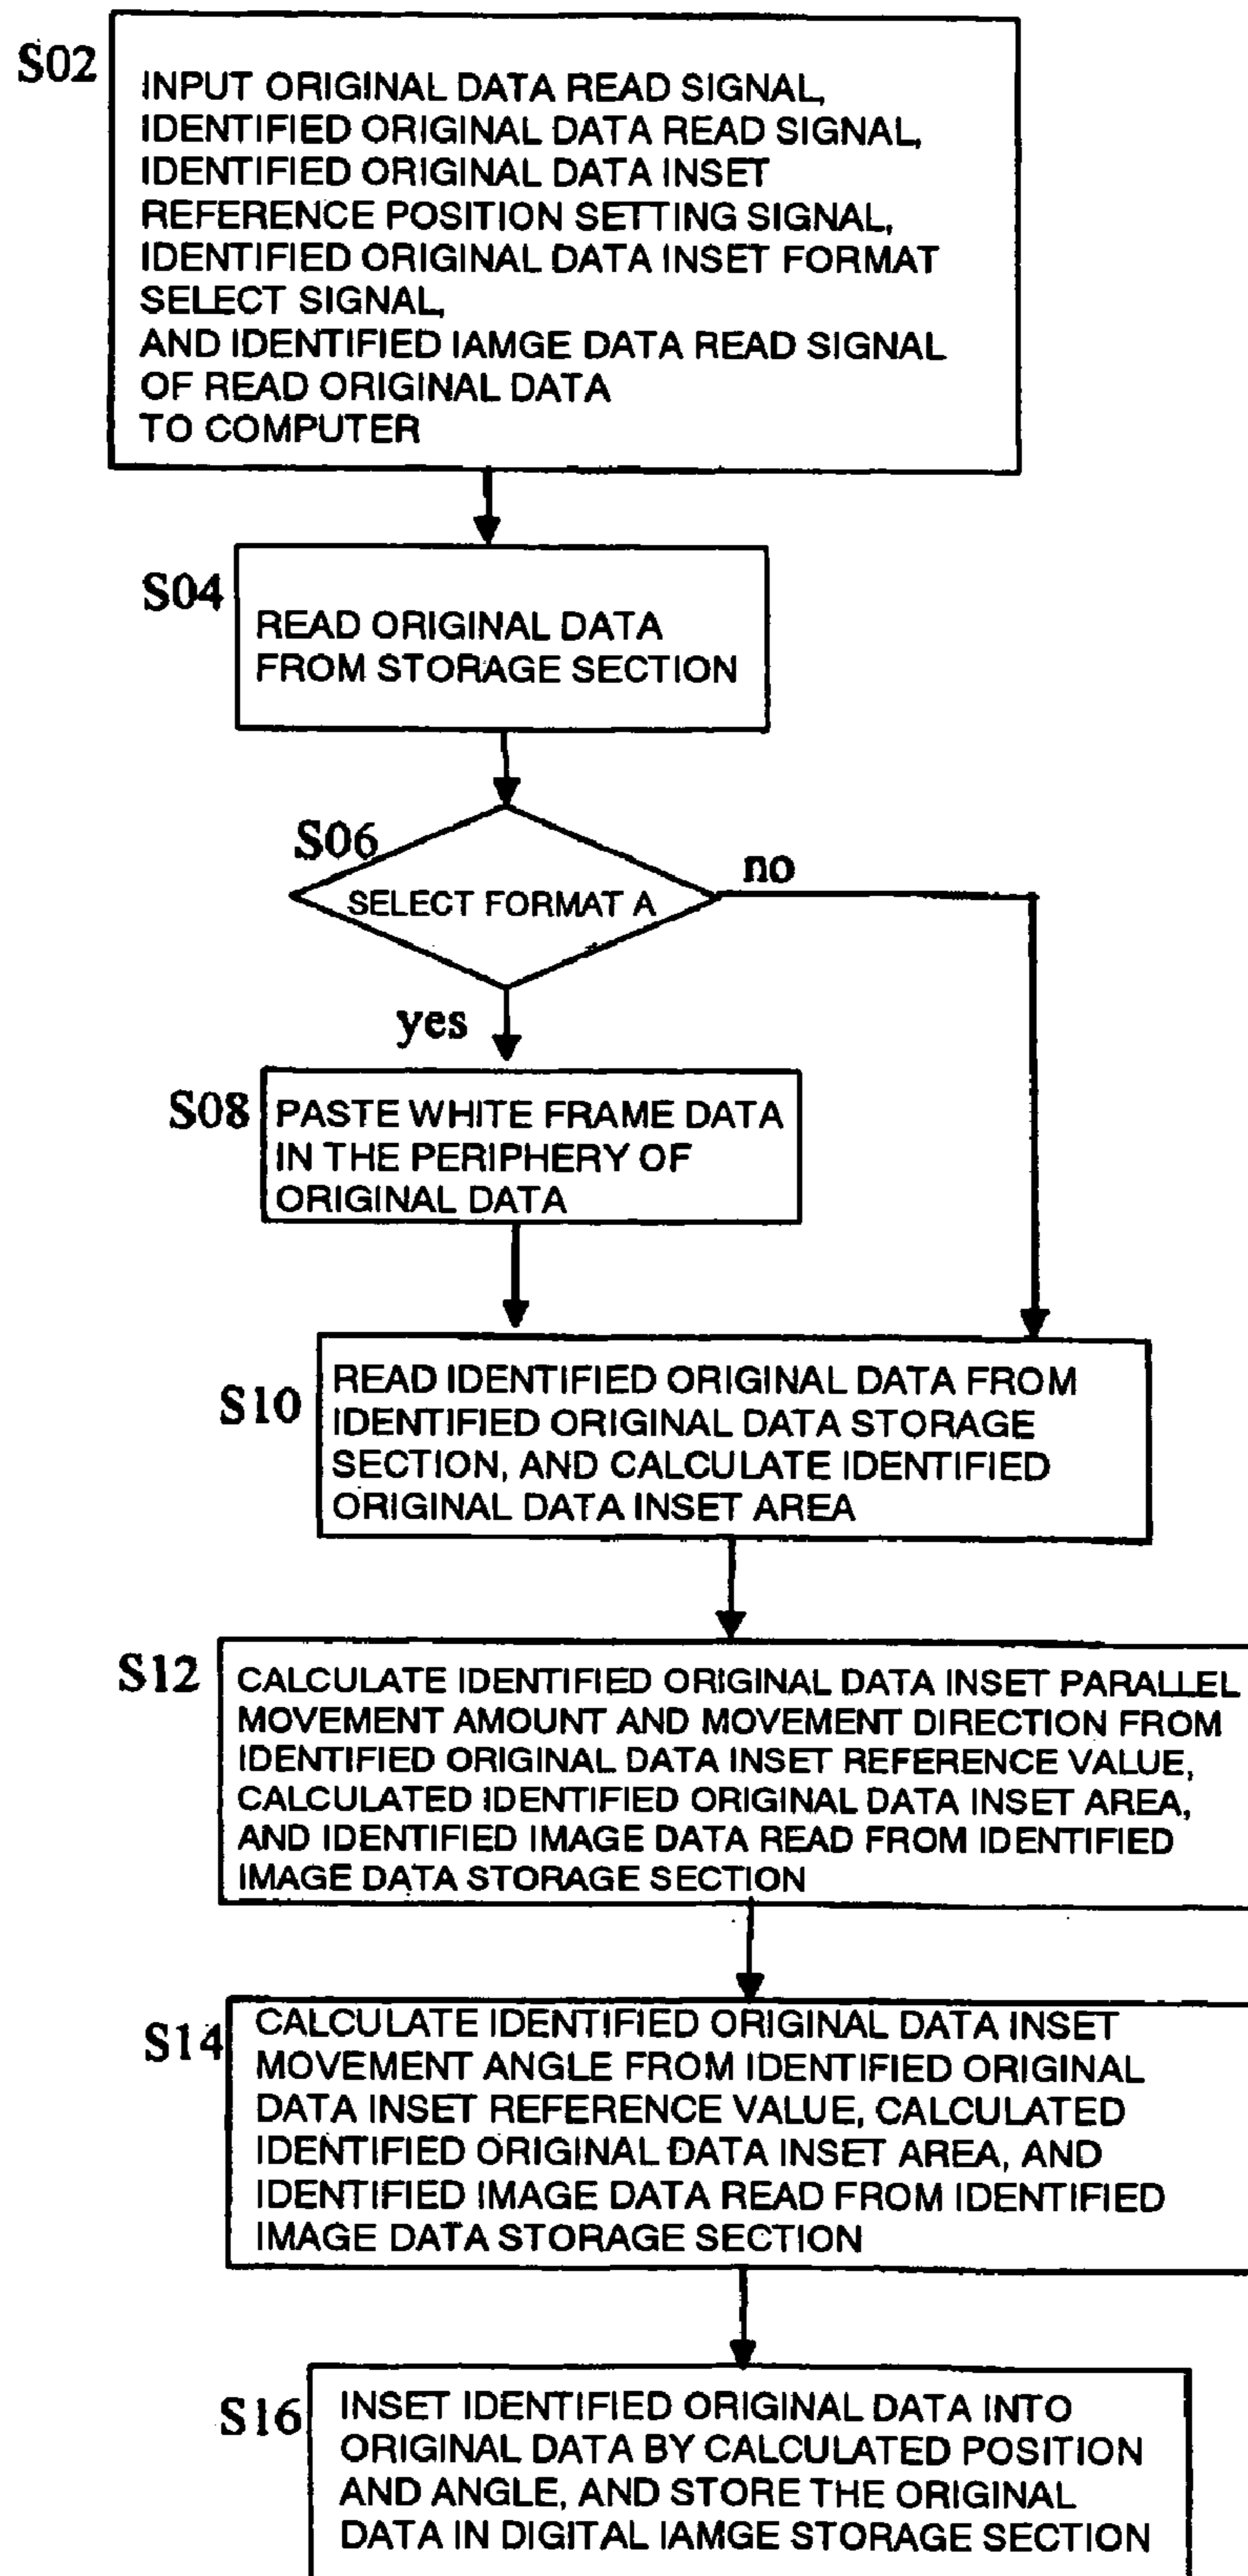 S02
INPUT ORIGINAL DATA READ SIGNAL,
IDENTIFIED ORIGINAL DATA READ SIGNAL,
IDENTIFIED ORIGINAL DATA INSET
REFERENCE POSITION SETTING SIGNAL,
IDENTIFIED ORIGINAL DATA INSET FORMAT
SELECT SIGNAL,
AND IDENTIFIED IAMGE DATA READ SIGNAL
OF READ ORIGINAL DATA
TO COMPUTER
S04
READ ORIGINAL DATA
FROM STORAGE SECTION
S06
SELECT FORMAT A
no
yes
S08
PASTE WHITE FRAME DATA
IN THE PERIPHERY OF
ORIGINAL DATA
S10
READ IDENTIFIED ORIGINAL DATA FROM
IDENTIFIED ORIGINAL DATA STORAGE
SECTION, AND CALCULATE IDENTIFIED
ORIGINAL DATA INSET AREA
S12
CALCULATE IDENTIFIED ORIGINAL DATA INSET PARALLEL
MOVEMENT AMOUNT AND MOVEMENT DIRECTION FROM
IDENTIFIED ORIGINAL DATA INSET REFERENCE VALUE,
CALCULATED IDENTIFIED ORIGINAL DATA INSET AREA,
AND IDENTIFIED IMAGE DATA READ FROM IDENTIFIED
IMAGE DATA STORAGE SECTION
S14
CALCULATE IDENTIFIED ORIGINAL DATA INSET
MOVEMENT ANGLE FROM IDENTIFIED ORIGINAL
DATA INSET REFERENCE VALUE, CALCULATED
IDENTIFIED ORIGINAL DATA INSET AREA, AND
IDENTIFIED IMAGE DATA READ FROM IDENTIFIED
IMAGE DATA STORAGE SECTION
S16
INSET IDENTIFIED ORIGINAL DATA INTO
ORIGINAL DATA BY CALCULATED POSITION
AND ANGLE, AND STORE THE ORIGINAL
DATA IN DIGITAL IAMGE STORAGE SECTION